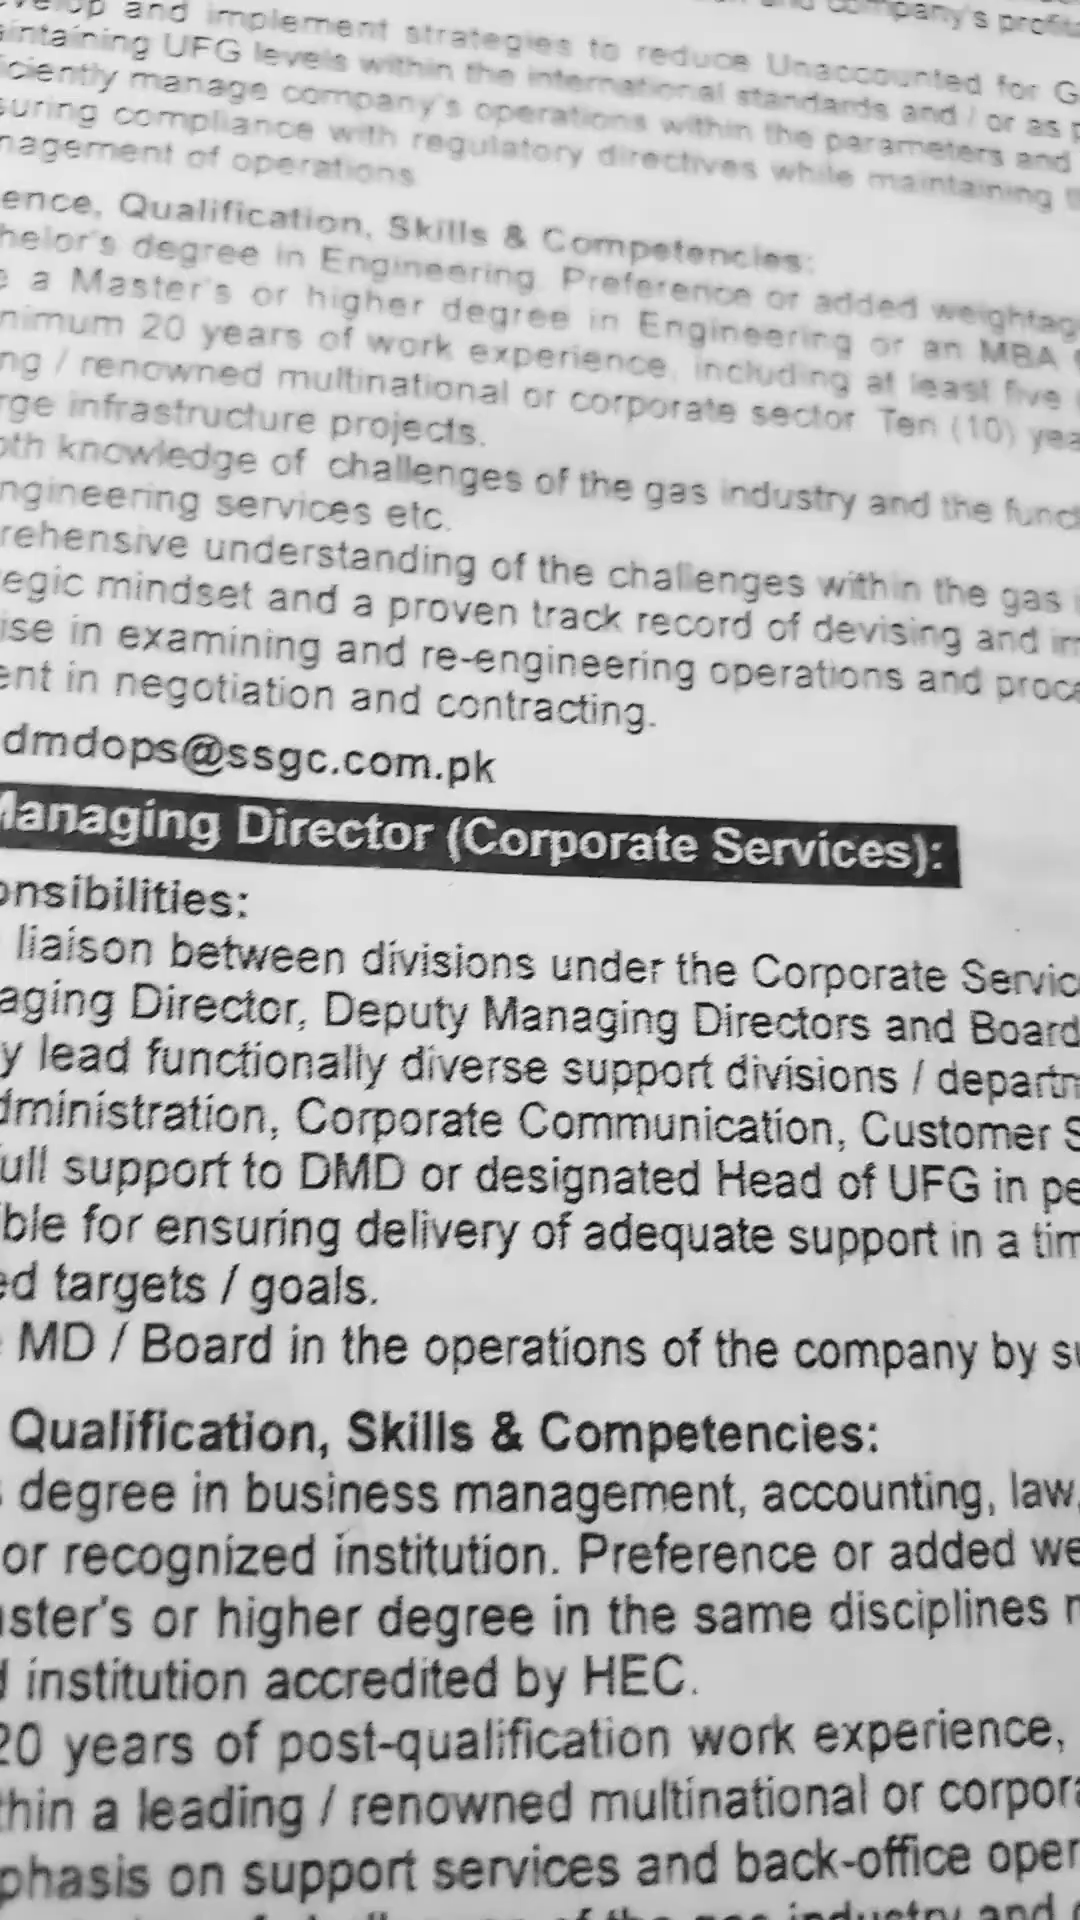 and implement strategies to reduce Unaccounted for G
intaining UFG levels within the international standards and / or as p
iciently manage company's operations within the parameters and
suring compliance with regulatory directives while maintaining th
nagement of operations
ence, Qualification, Skills & Competencies:
helor's degree in Engineering. Preference or added weightag
e a Master's or higher degree in Engineering or an MBA
nimum 20 years of work experience, including at least five
ng / renowned multinational or corporate sector. Ten (10) yea
rge infrastructure projects.
oth knowledge of challenges of the gas industry and the funct
ngineering services etc.
rehensive understanding of the challenges within the gas
egic mindset and a proven track record of devising and im
ise in examining and re-engineering operations and proce
ent in negotiation and contracting.
dmdops@ssgc.com.pk
Managing Director (Corporate Services):
onsibilities:
liaison between divisions under the Corporate Servic
aging Director, Deputy Managing Directors and Board
y lead functionally diverse support divisions / departm
dministration, Corporate Communication, Customer S
ull support to DMD or designated Head of UFG in pe
ible for ensuring delivery of adequate support in a tim
ed targets / goals.
MD / Board in the operations of the company by su
Qualification, Skills & Competencies:
s degree in business management, accounting, law,
or recognized institution. Preference or added we
aster's or higher degree in the same disciplines
d institution accredited by HEC.
20 years of post-qualification work experience,
thin a leading / renowned multinational or corpora
phasis on support services and back-office oper